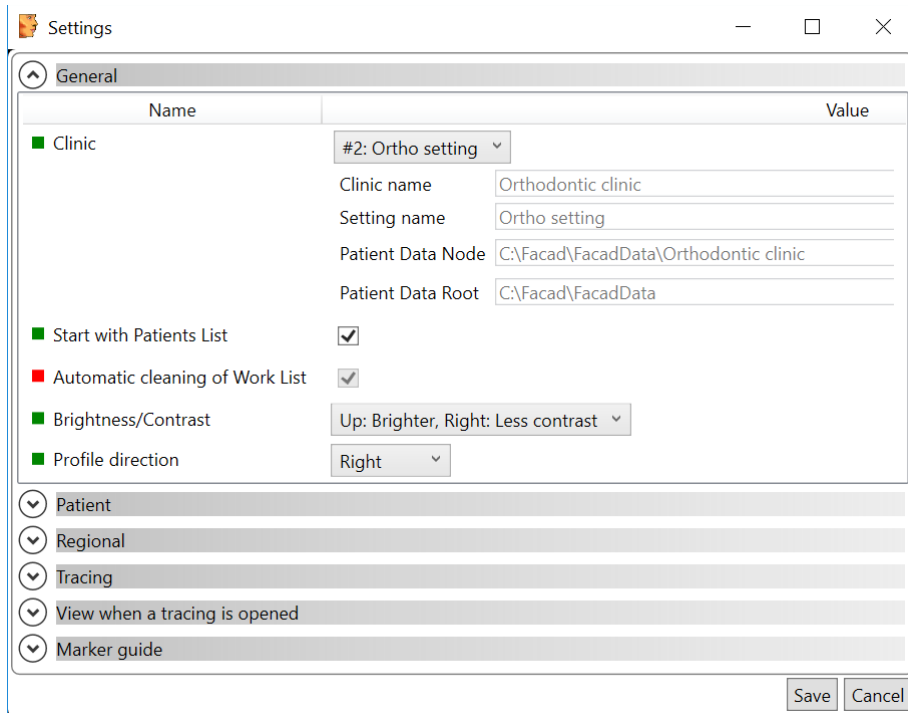 Settings
General
Name Value
Clinic #2: Ortho setting
Clinic name Orthodontic clinic
Setting name Ortho setting
Patient Data Node C:\Facad\FacadData\Orthodontic clinic
Patient Data Root C:\Facad\FacadData
Start with Patients List
Automatic cleaning of Work List
Brightness/Contrast Up: Brighter, Right: Less contrast
Profile direction Right
Patient
Regional
Tracing
View when a tracing is opened
Marker guide
Save Cancel